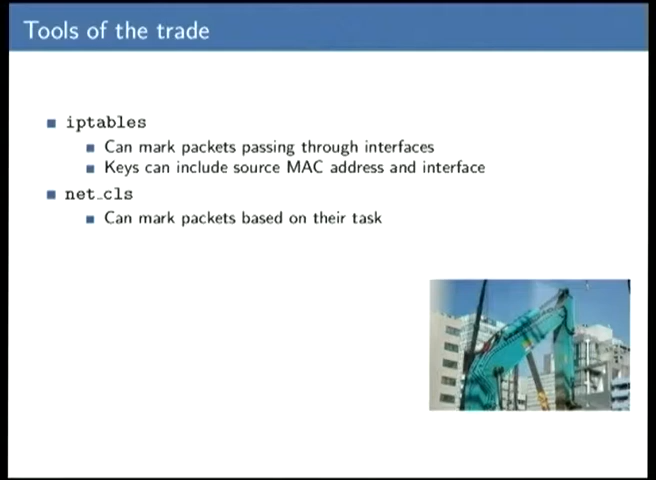 Tools of the trade
iptables
Can mark packets passing through interfaces
Keys can include source MAC address and interface
net_cls
Can mark packets based on their task